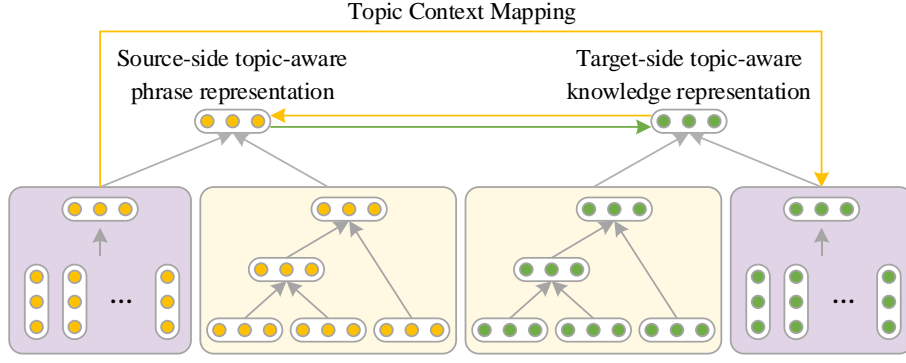 Topic Context Mapping
Source-side topic-aware
phrase representation
Target-side topic-aware
knowledge representation
...
...